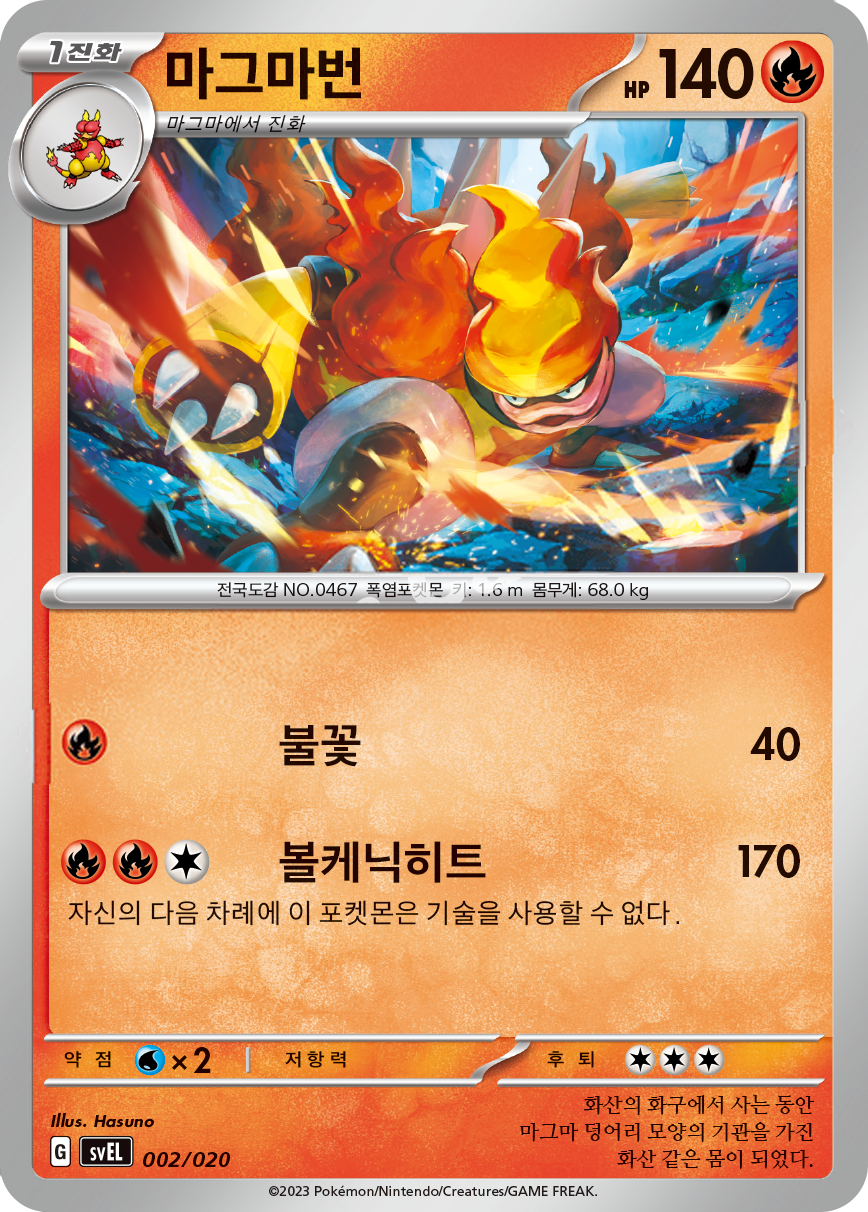 1진화
마그마번
HP 140
마그마에서 진화
전국도감 NO.0467 폭염포켓몬 키: 1.6 m 몸무게: 68.0 kg
불꽃 40
볼케닉히트 170
자신의 다음 차례에 이 포켓몬은 기술을 사용할 수 없다.
약점 ×2 저항력 후퇴
Illus. Hasuno
화산의 화구에서 사는 동안
마그마 덩어리 모양의 기관을 가진
화산 같은 몸이 되었다.
G svEL 002/020
©2023 Pokémon/Nintendo/Creatures/GAME FREAK.